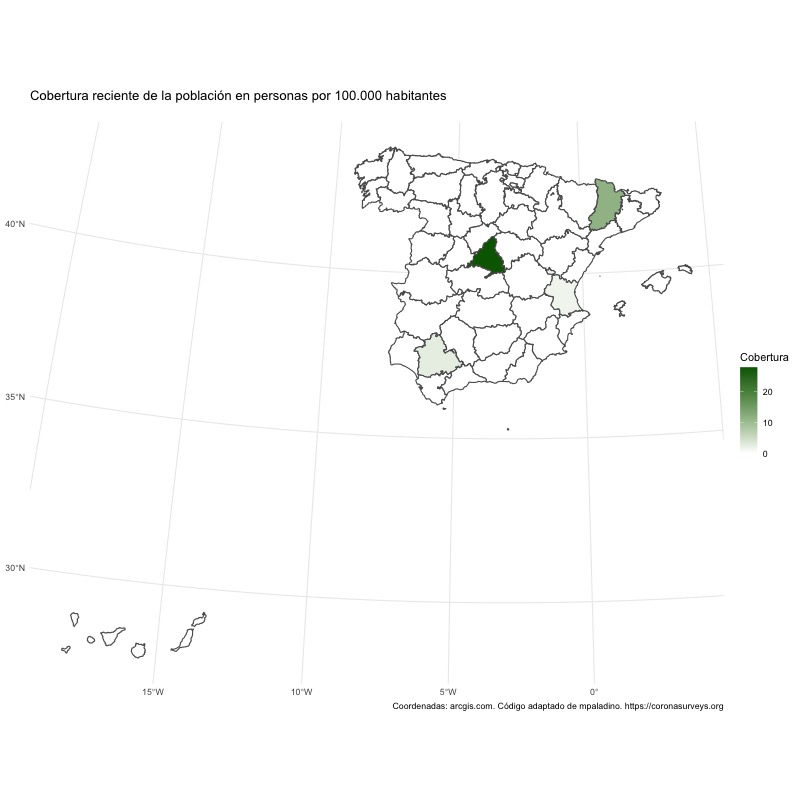 Cobertura reciente de la población en personas por 100.000 habitantes
40°N
35°N
30°N
15°W
10°W
5°W
0°
Cobertura
20
10
0
Coordenadas: arcgis.com. Código adaptado de mpaladino. https://coronasurveys.org